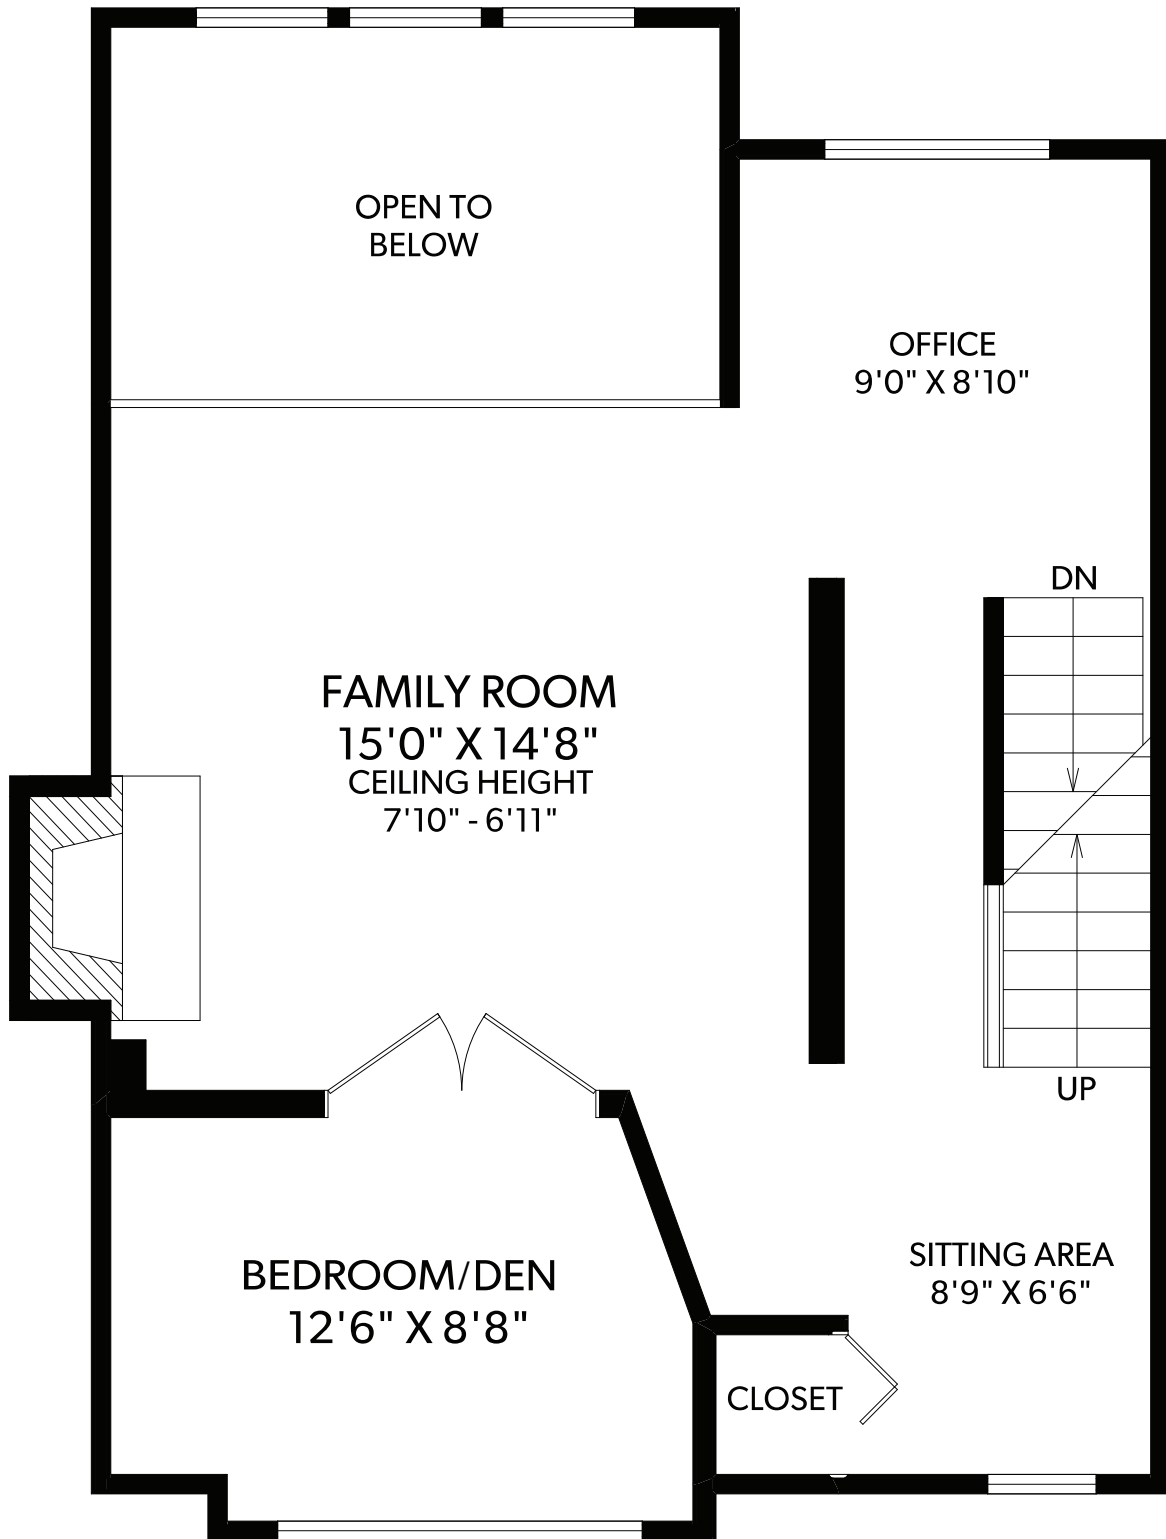 OPEN TO
BELOW
OFFICE
9'0" X 8'10"
DN
FAMILY ROOM
15'0" X 14'8"
CEILING HEIGHT
7'10" - 6'11"
UP
SITTING AREA
8'9" X 6'6"
BEDROOM/DEN
12'6" X 8'8"
CLOSET